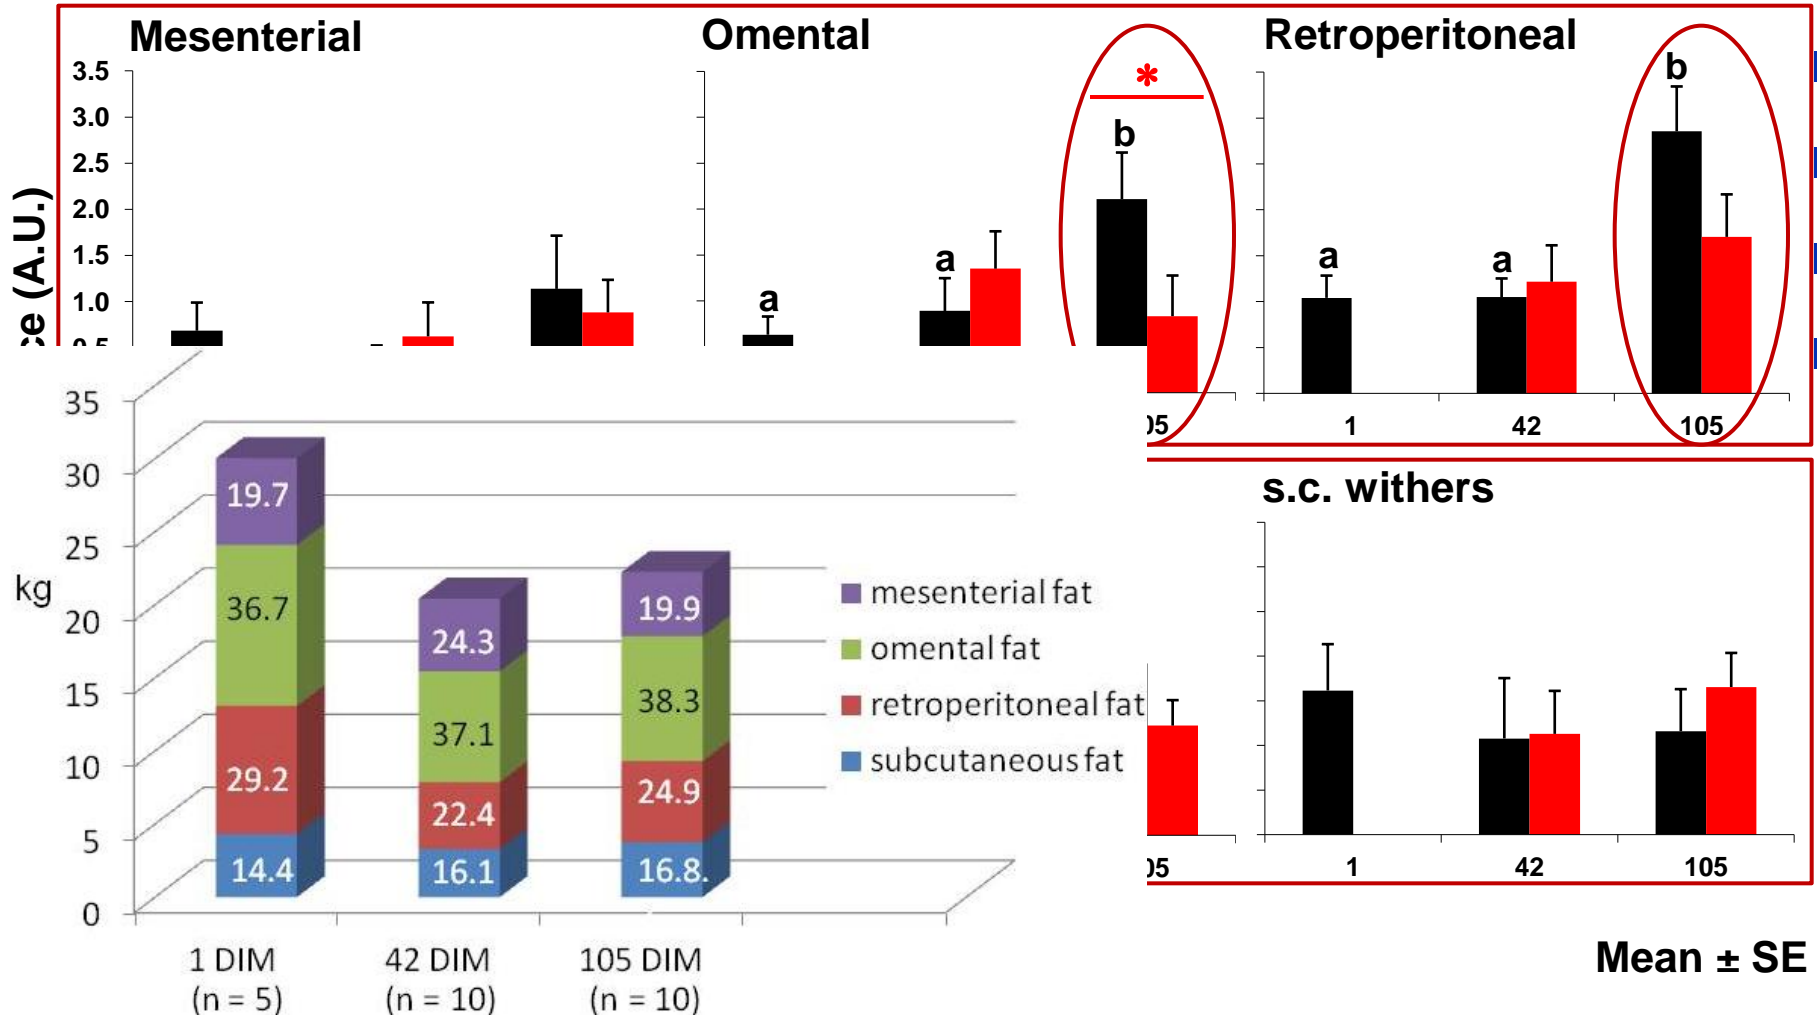 Mesenterial Omental Retroperitoneal
3.5
3.0
2.5
2.0
1.5
1.0
ce (A.U.)
* b b
a a a a
1 42 105
35
30
25
20
15
10
5
0
kg
19.7
36.7
29.2
14.4
24.3
37.1
22.4
16.1
19.9
38.3
24.9
16.8.
mesenterial fat
omental fat
retroperitoneal fat
subcutaneous fat
1 DIM 42 DIM 105 DIM
(n = 5) (n = 10) (n = 10)
s.c. withers
1 42 105
Mean ± SE